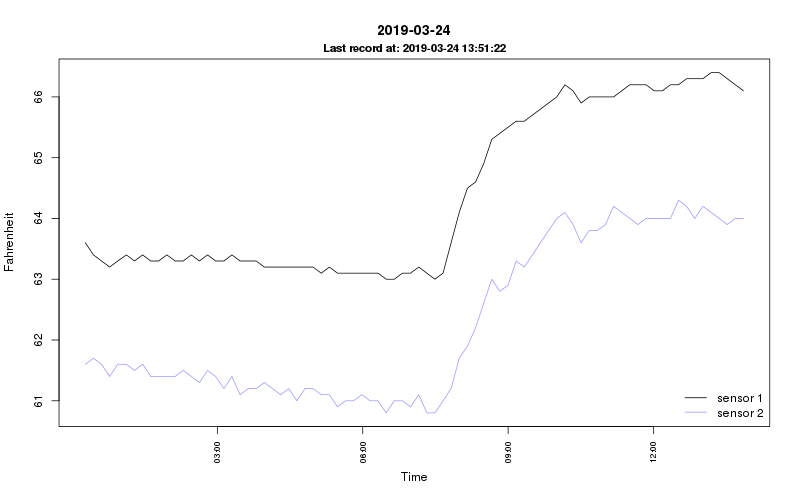 2019-03-24
Last record at: 2019-03-24 13:51:22
Fahrenheit
66
65
64
63
62
61
sensor 1
sensor 2
03:00
06:00
09:00
12:00
Time